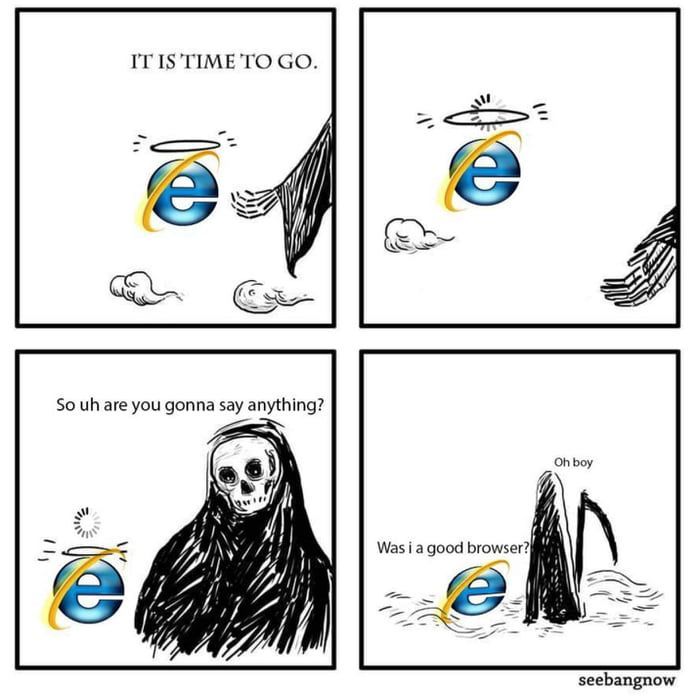 IT IS TIME TO GO.
So uh are you gonna say anything?
Oh boy
Was i a good browser?
seebangnow